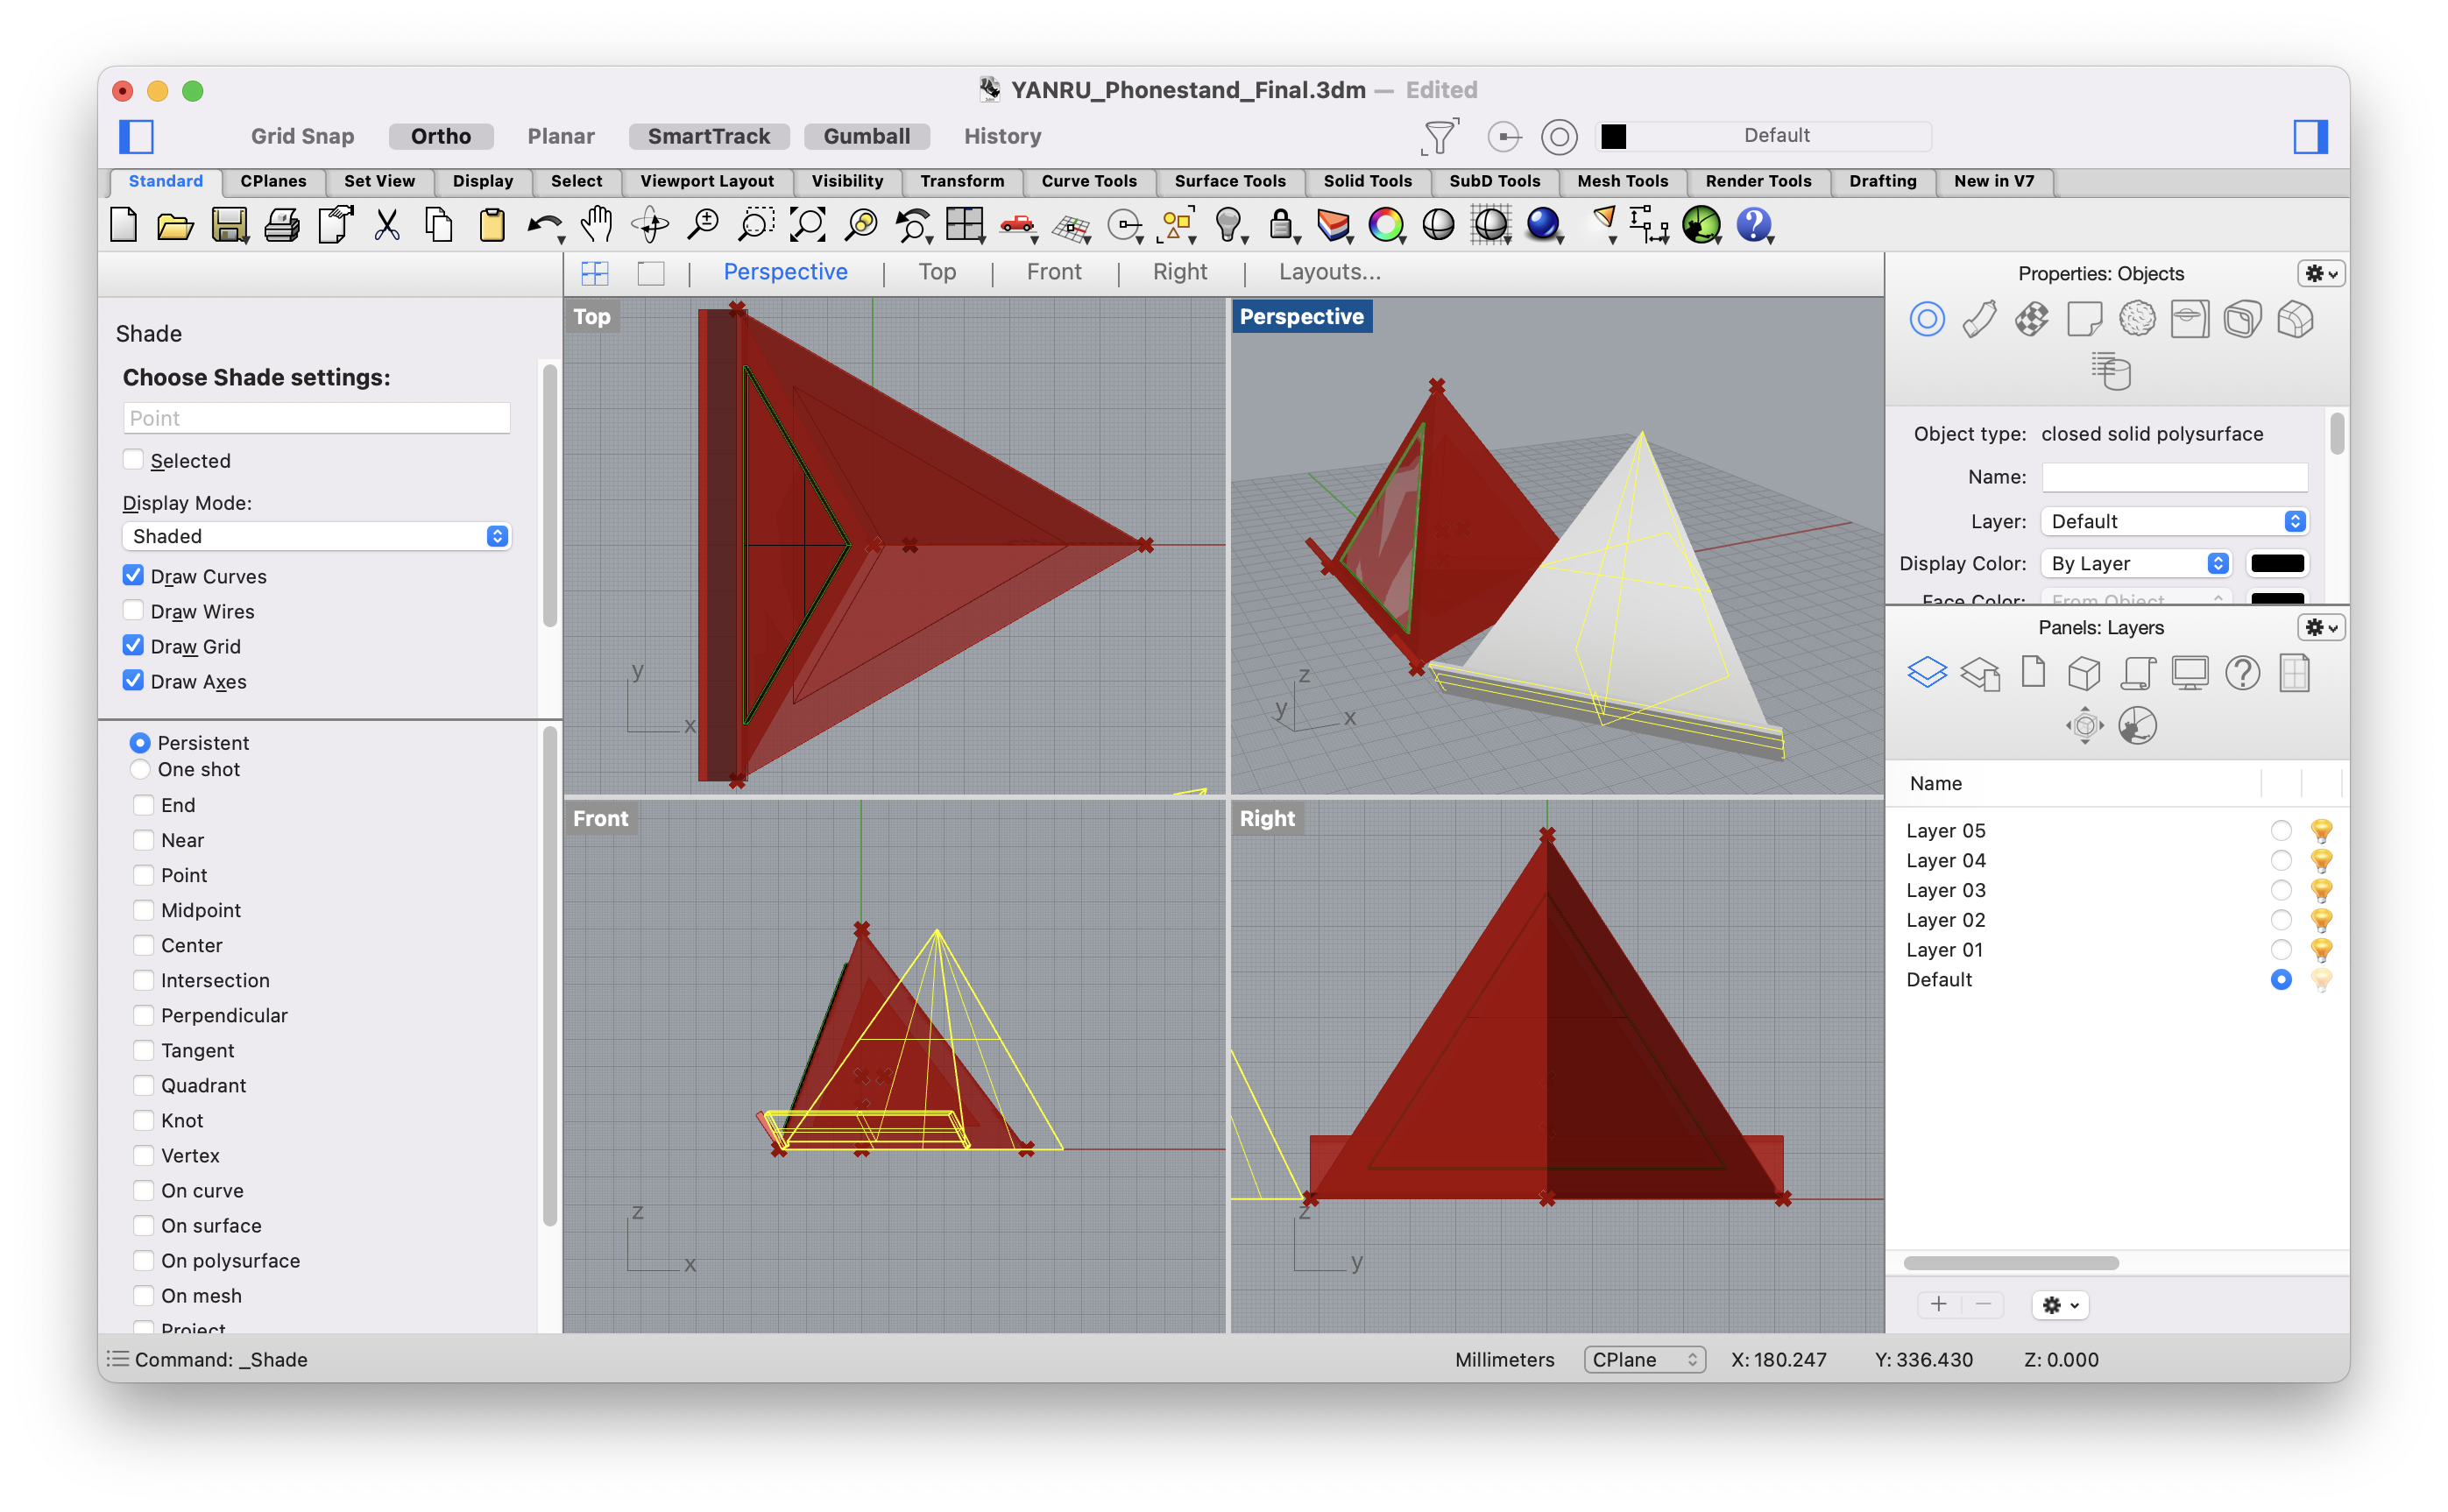 YANRU_Phonestand_Final.3dm — Edited
Grid Snap Ortho Planar SmartTrack Gumball History Default
Standard CPlanes Set View Display Select Viewport Layout Visibility Transform Curve Tools Surface Tools Solid Tools SubD Tools Mesh Tools Render Tools Drafting New in V7
Perspective | Top | Front | Right | Layouts...
Shade
Choose Shade settings:
Point
Selected
Display Mode:
Shaded
Draw Curves
Draw Wires
Draw Grid
Draw Axes
Persistent
One shot
End
Near
Point
Midpoint
Center
Intersection
Perpendicular
Tangent
Quadrant
Knot
Vertex
On curve
On surface
On polysurface
On mesh
Project
Top
y
x
Perspective
z
y
x
Front
z
x
Right
z
y
Properties: Objects
Object type: closed solid polysurface
Name:
Layer: Default
Display Color: By Layer
Face Color: From Object
Panels: Layers
Name
Layer 05
Layer 04
Layer 03
Layer 02
Layer 01
Default
Command: _Shade
Millimeters CPlane X: 180.247 Y: 336.430 Z: 0.000